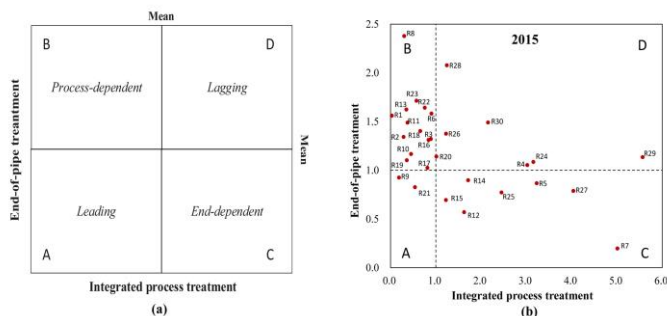 Mean
B
D
Process-dependent
Lagging
End-of-pipe treantment
Mean
Leading
End-dependent
A
C
Integrated process treatment
(a)
2.5
2.0
1.5
1.0
0.5
0.0
End-of-pipe treatment
2015
B
D
R8
R28
R23
R22
R13
R1
R6
R11
R30
R2
R18
R3
R26
R16
R10
R20
R24
R29
R19
R17
R4
R9
R14
R5
R21
R27
R15
R25
R12
R7
A
C
0.0 1.0 2.0 3.0 4.0 5.0 6.0
Integrated process treatment
(b)